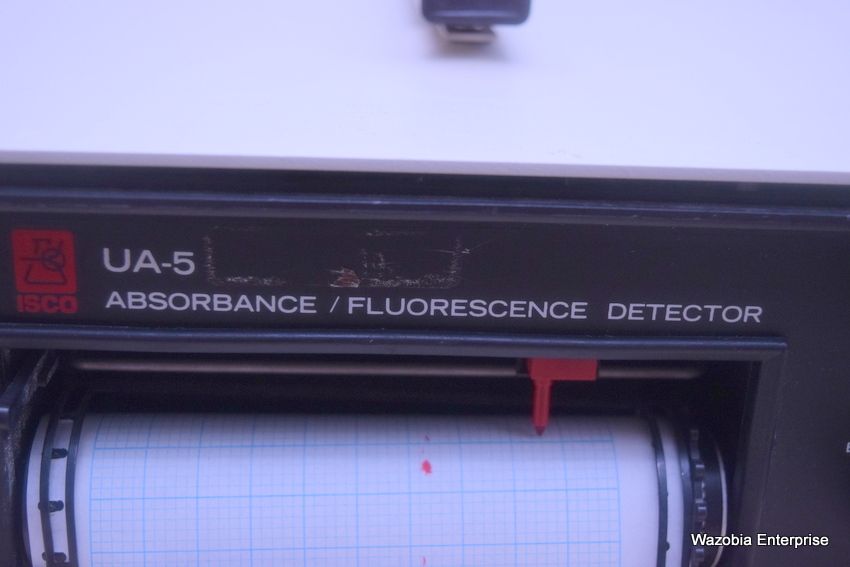 UA-5
ISCO
ABSORBANCE / FLUORESCENCE DETECTOR
Wazobia Enterprise